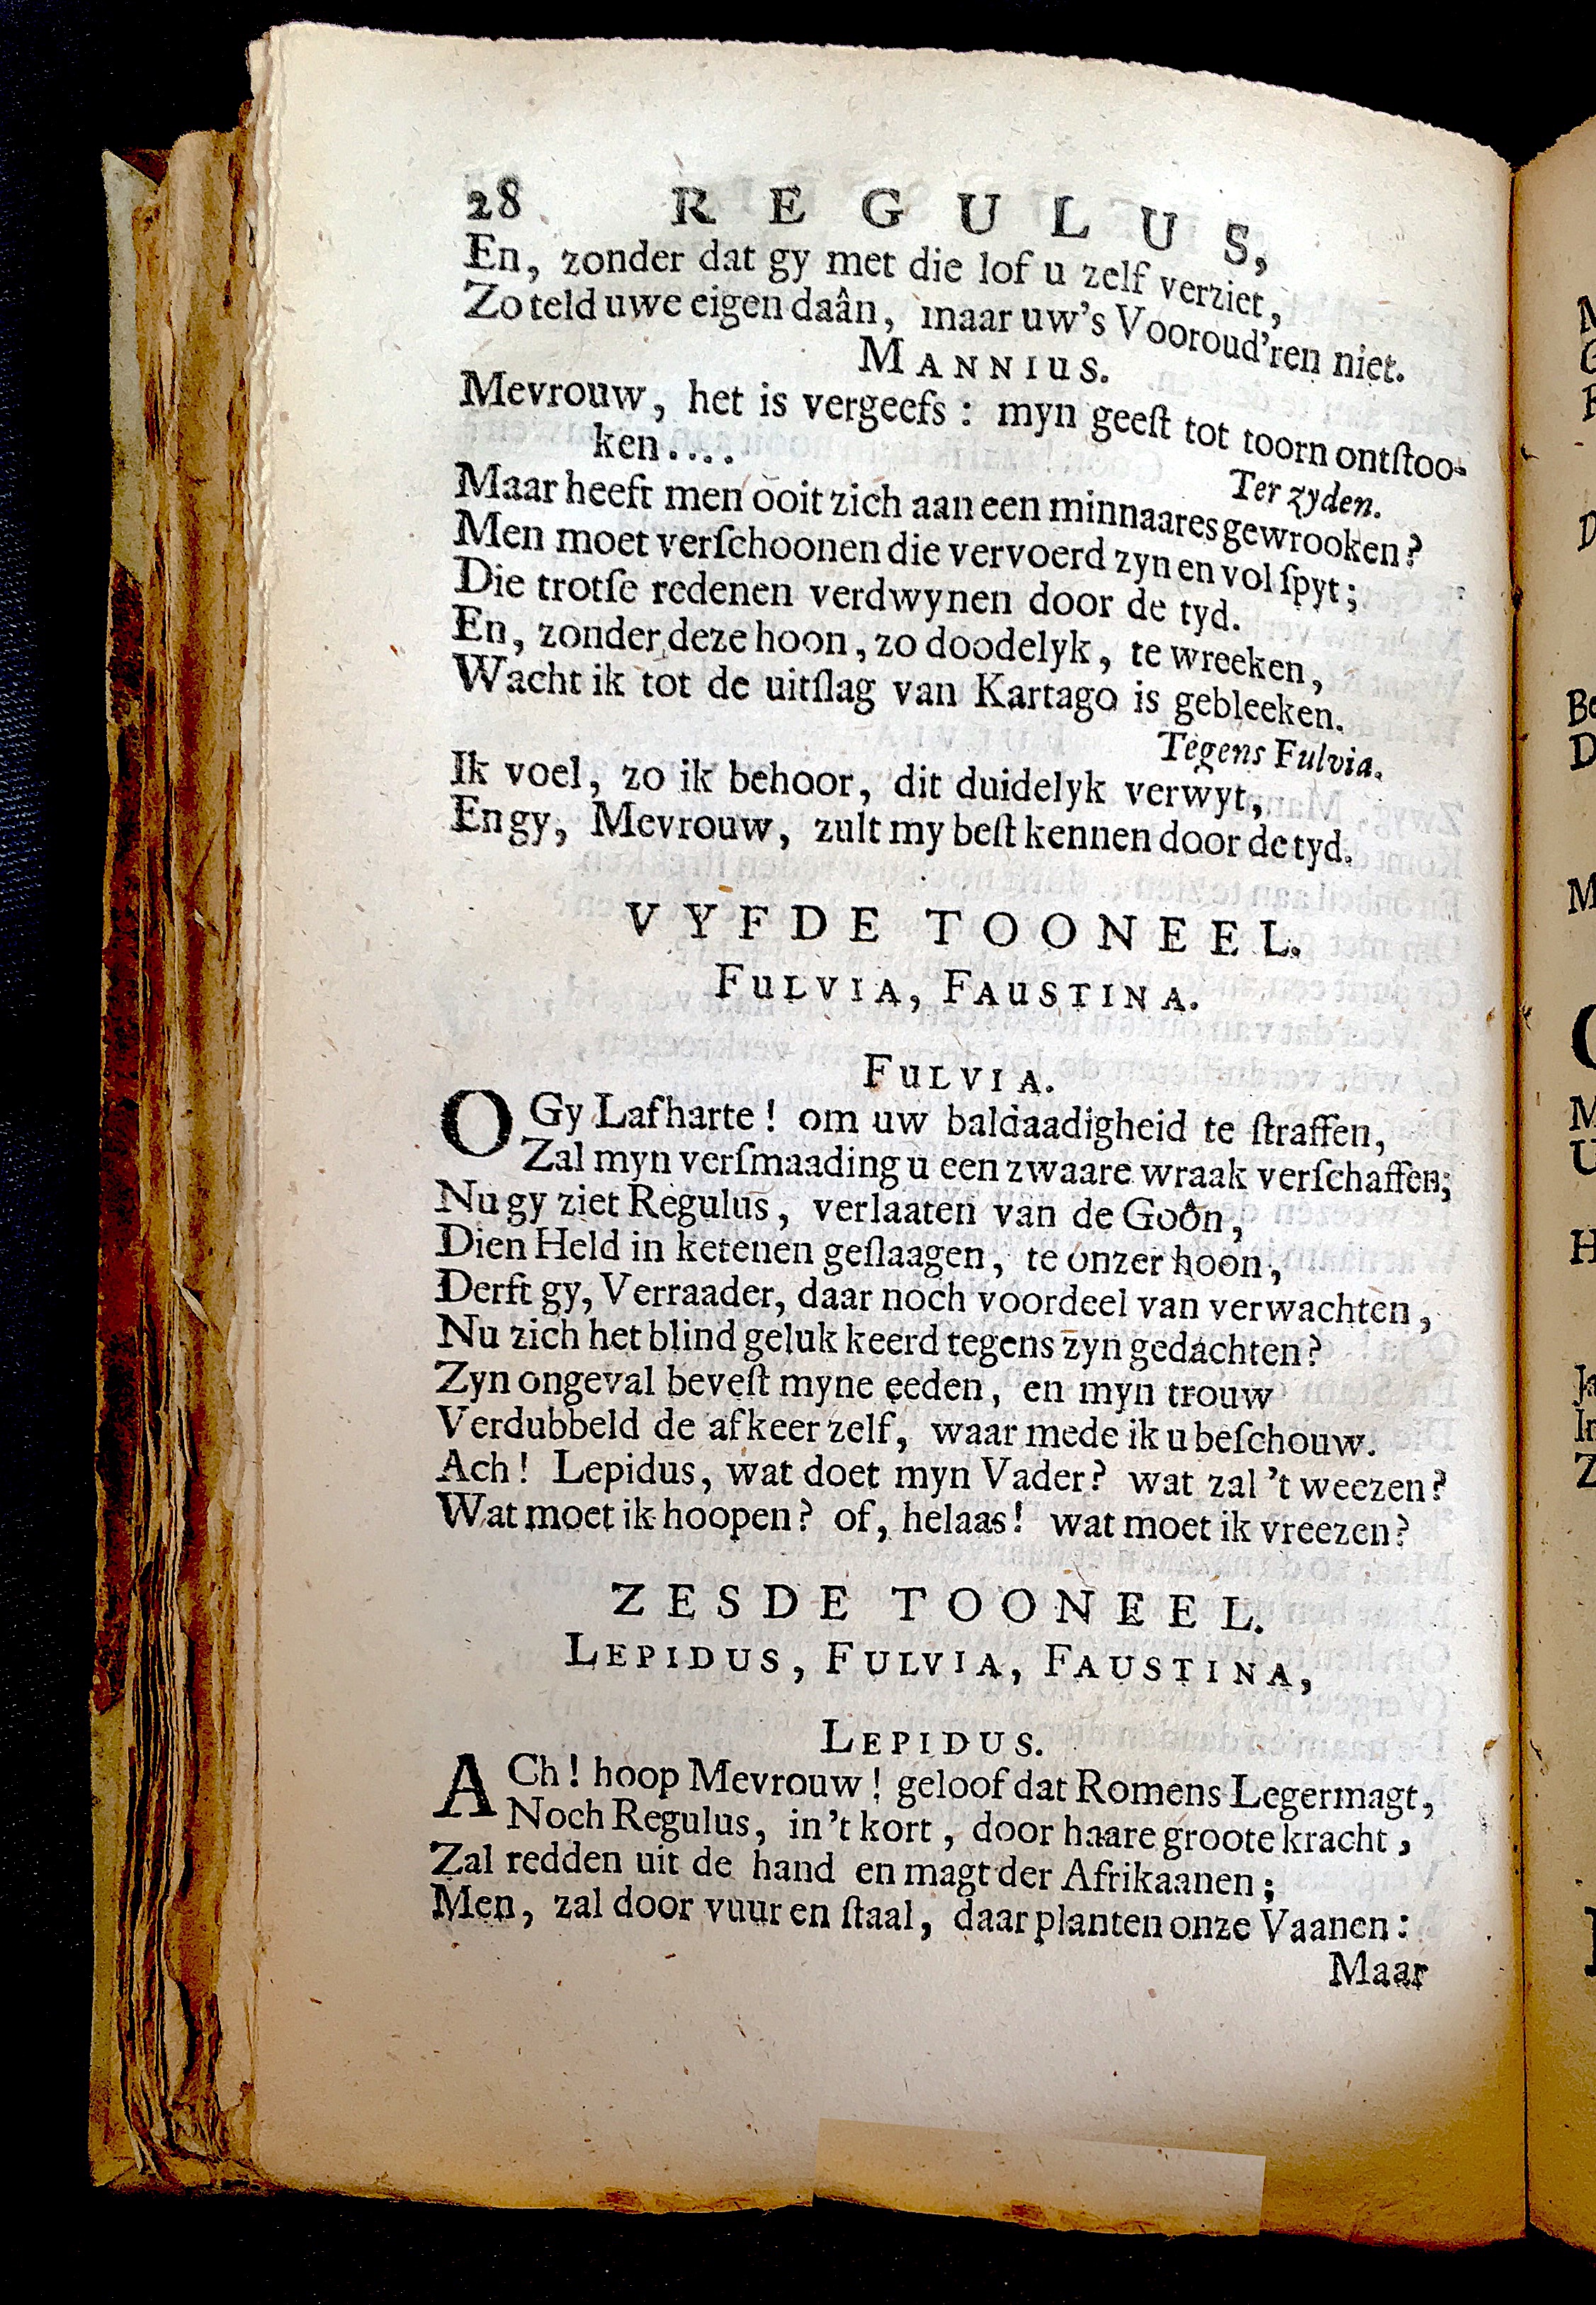 28 REGULUS,
En, zonder dat gy met die lof u zelf verziet,
Zo teld uwe eigen daân, maar uw's Vooroud'ren niet.
MANNIUS.
Mevrouw, het is vergeefs: myn geeſt tot toorn ontſtoo-
ken....
Ter zyden.
Maar heeft men ooit zich aan een minnaares gewrooken?
Men moet verſchoonen die vervoerd zyn en vol ſpyt;
Die trotſe redenen verdwynen door de tyd.
En, zonder deze hoon, zo doodelyk, te wreeken,
Wacht ik tot de uitſlag van Kartago is gebleeken.
Tegens Fulvia.
Ik voel, zo ik behoor, dit duidelyk verwyt,
En gy, Mevrouw, zult my beſt kennen door de tyd.
VYFDE TOONEEL.
FULVIA, FAUSTINA.
FULVIA.
O Gy Lafharte! om uw baldaadigheid te ſtraffen,
Zal myn verſmaading u een zwaare wraak verſchaffen;
Nu gy ziet Regulus, verlaaten van de Goôn,
Dien Held in ketenen geſlaagen, te onzer hoon,
Derft gy, Verraader, daar noch voordeel van verwachten,
Nu zich het blind geluk keerd tegens zyn gedachten?
Zyn ongeval beveſt myne eeden, en myn trouw
Verdubbeld de afkeer zelf, waar mede ik u beſchouw.
Ach! Lepidus, wat doet myn Vader? wat zal 't weezen?
Wat moet ik hoopen? of, helaas! wat moet ik vreezen?
ZESDE TOONEEL.
LEPIDUS, FULVIA, FAUSTINA,
LEPIDUS.
ACh! hoop Mevrouw! geloof dat Romens Legermagt,
Noch Regulus, in 't kort, door haare groote kracht,
Zal redden uit de hand en magt der Afrikaanen;
Men, zal door vuur en ſtaal, daar planten onze Vaanen:
Maar